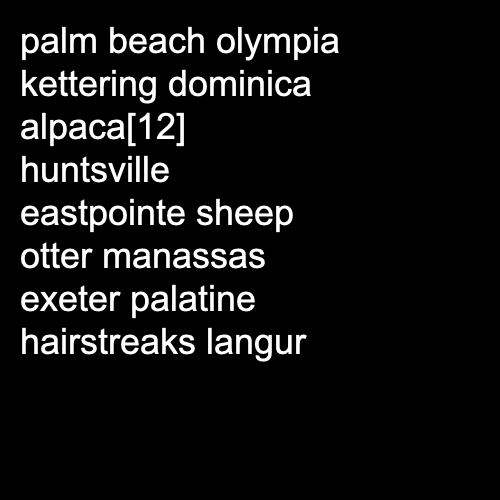 palm beach olympia
kettering dominica
alpaca[12]
huntsville
eastpointe sheep
otter manassas
exeter palatine
hairstreaks langur